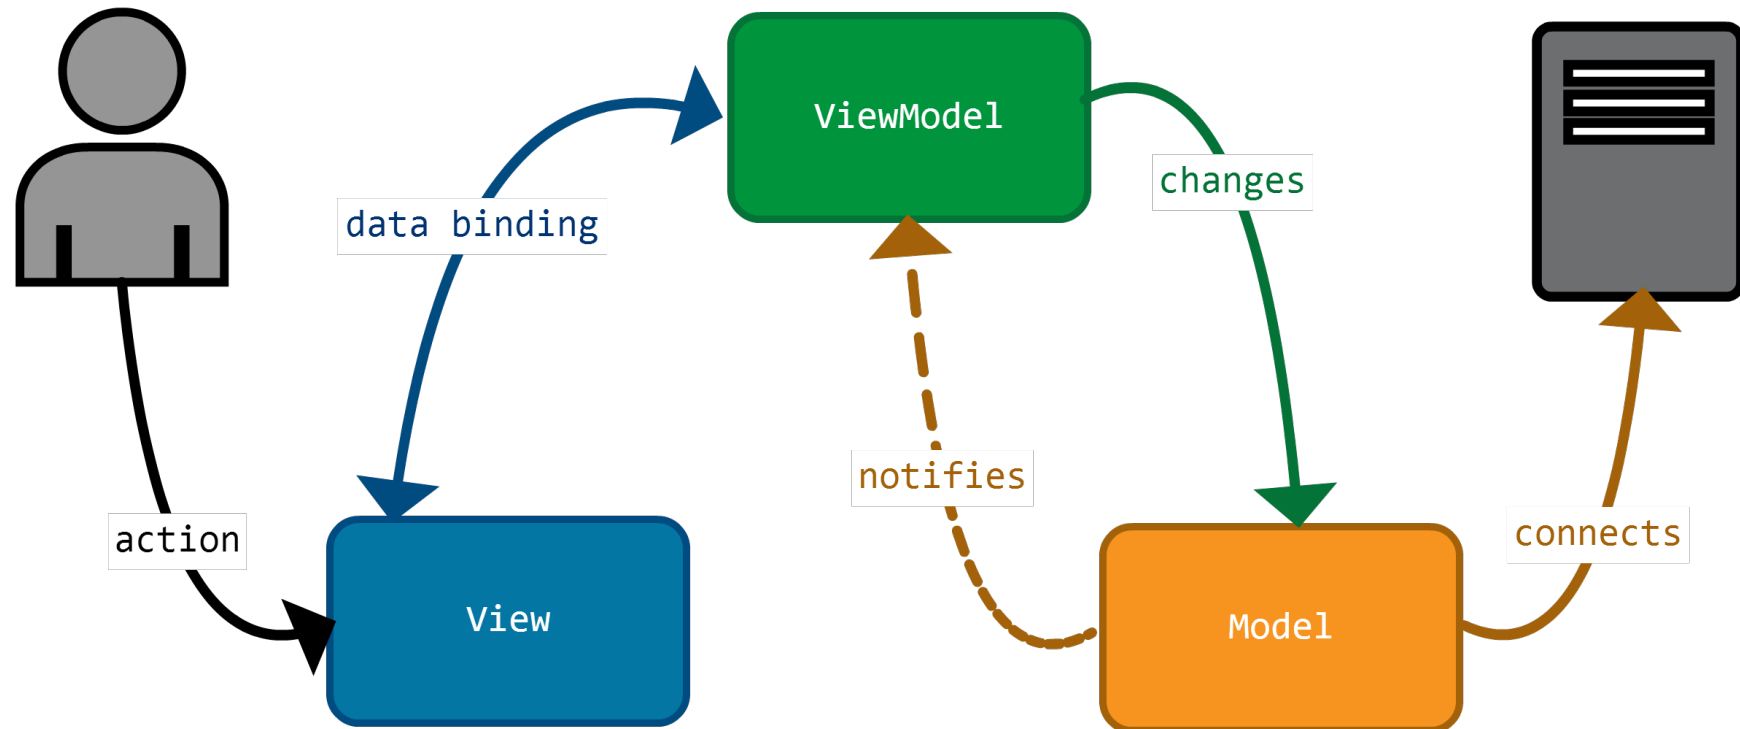 ViewModel
changes
data binding
notifies
action
connects
View
Model